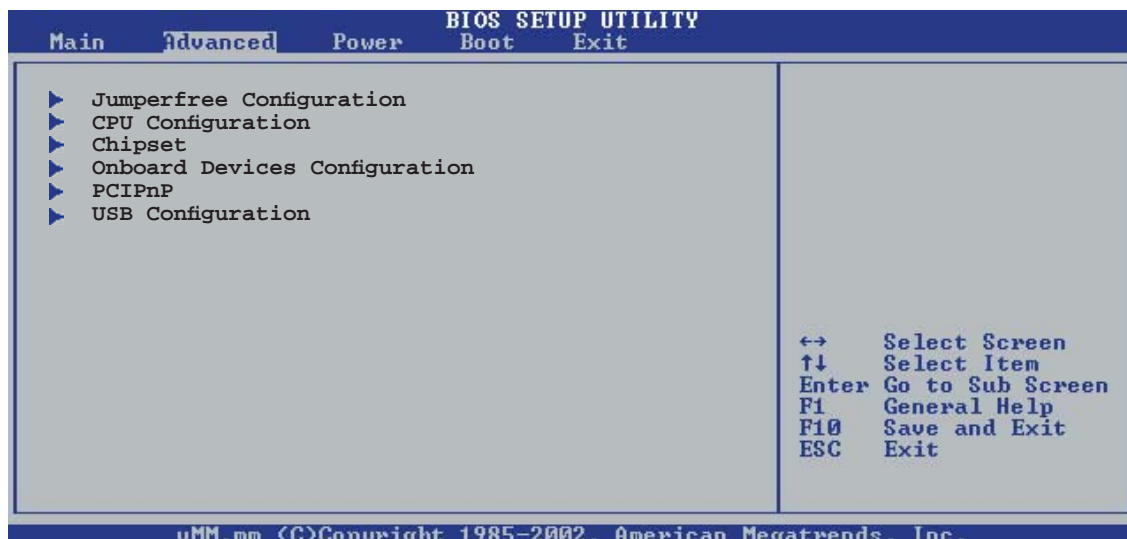 BIOS SETUP UTILITY
Main Advanced Power Boot Exit
Jumperfree Configuration
CPU Configuration
Chipset
Onboard Devices Configuration
PCIPnP
USB Configuration
←→ Select Screen
↑↓ Select Item
Enter Go to Sub Screen
F1 General Help
F10 Save and Exit
ESC Exit
vMM.mm (C)Copyright 1985-2002, American Megatrends, Inc.